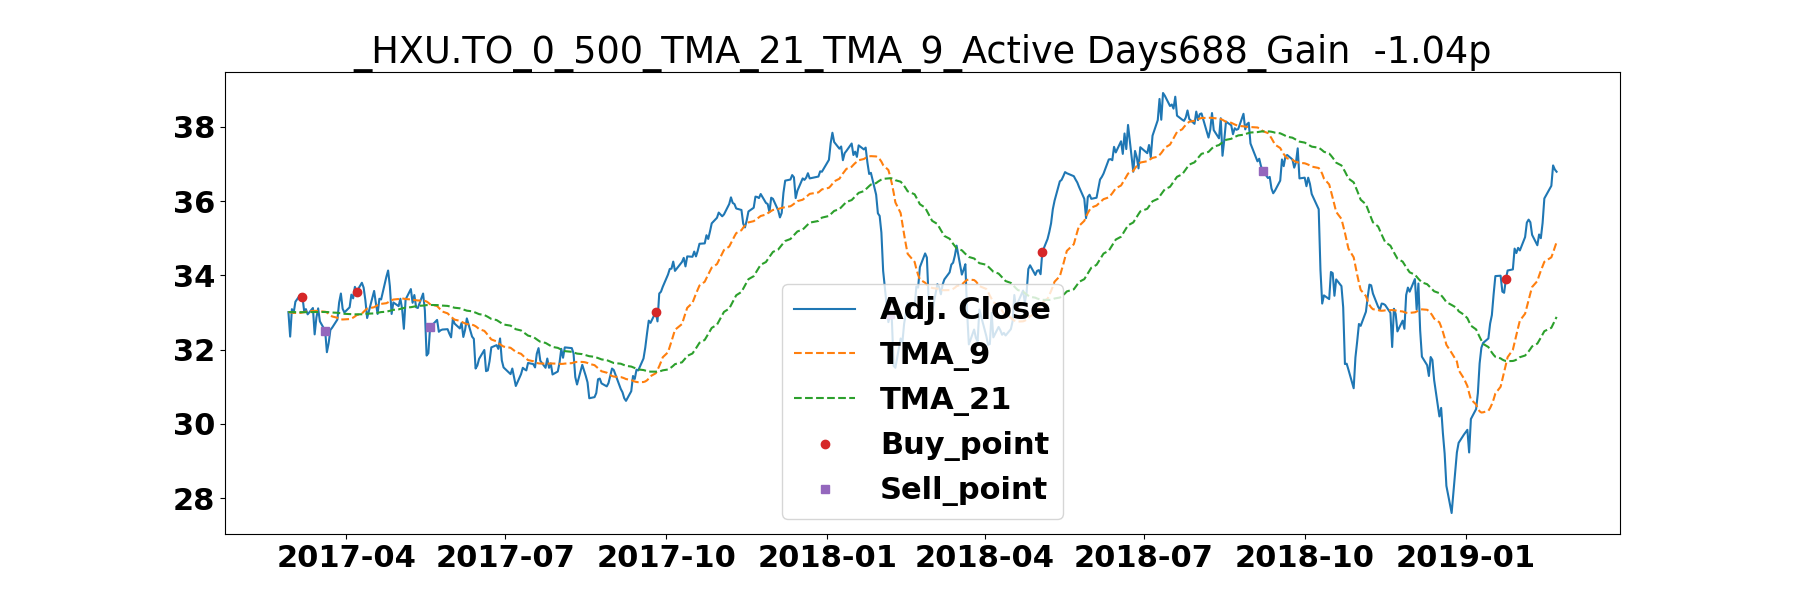 _HXU.TO_0_500_TMA_21_TMA_9_Active Days688_Gain  -1.04p
38
36
34
32
30
28
Adj. Close
TMA_9
TMA_21
Buy_point
Sell_point
2017-04 2017-07 2017-10 2018-01 2018-04 2018-07 2018-10 2019-01